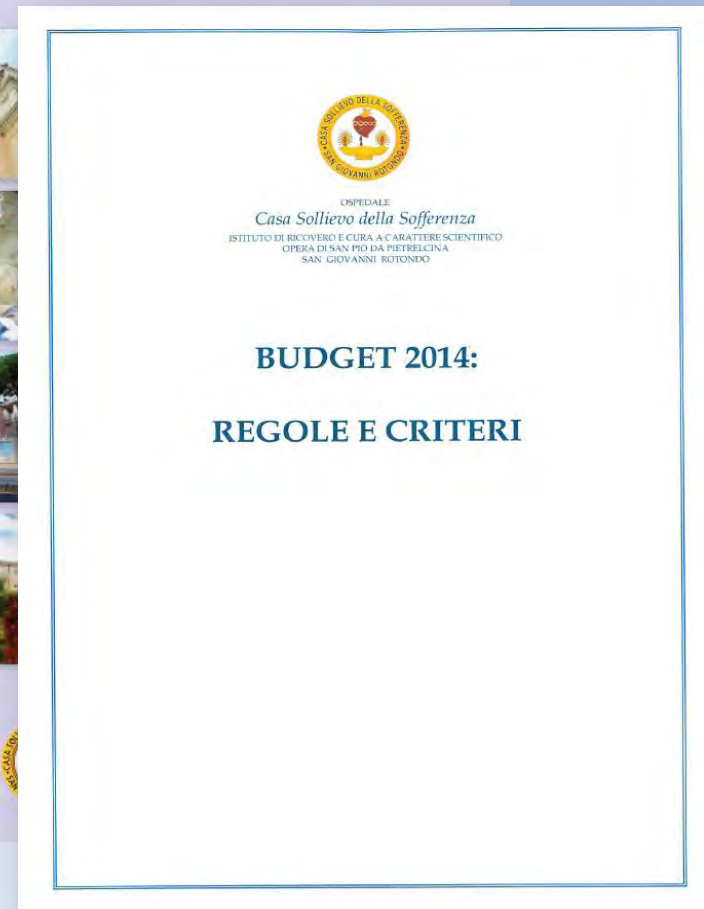 CASA SOLLIEVO DELLA SOFFERENZA
SAN GIOVANNI ROTONDO
OSPEDALE
Casa Sollievo della Sofferenza
ISTITUTO DI RICOVERO E CURA A CARATTERE SCIENTIFICO
OPERA DI SAN PIO DA PIETRELCINA
SAN GIOVANNI ROTONDO
BUDGET 2014:
REGOLE E CRITERI